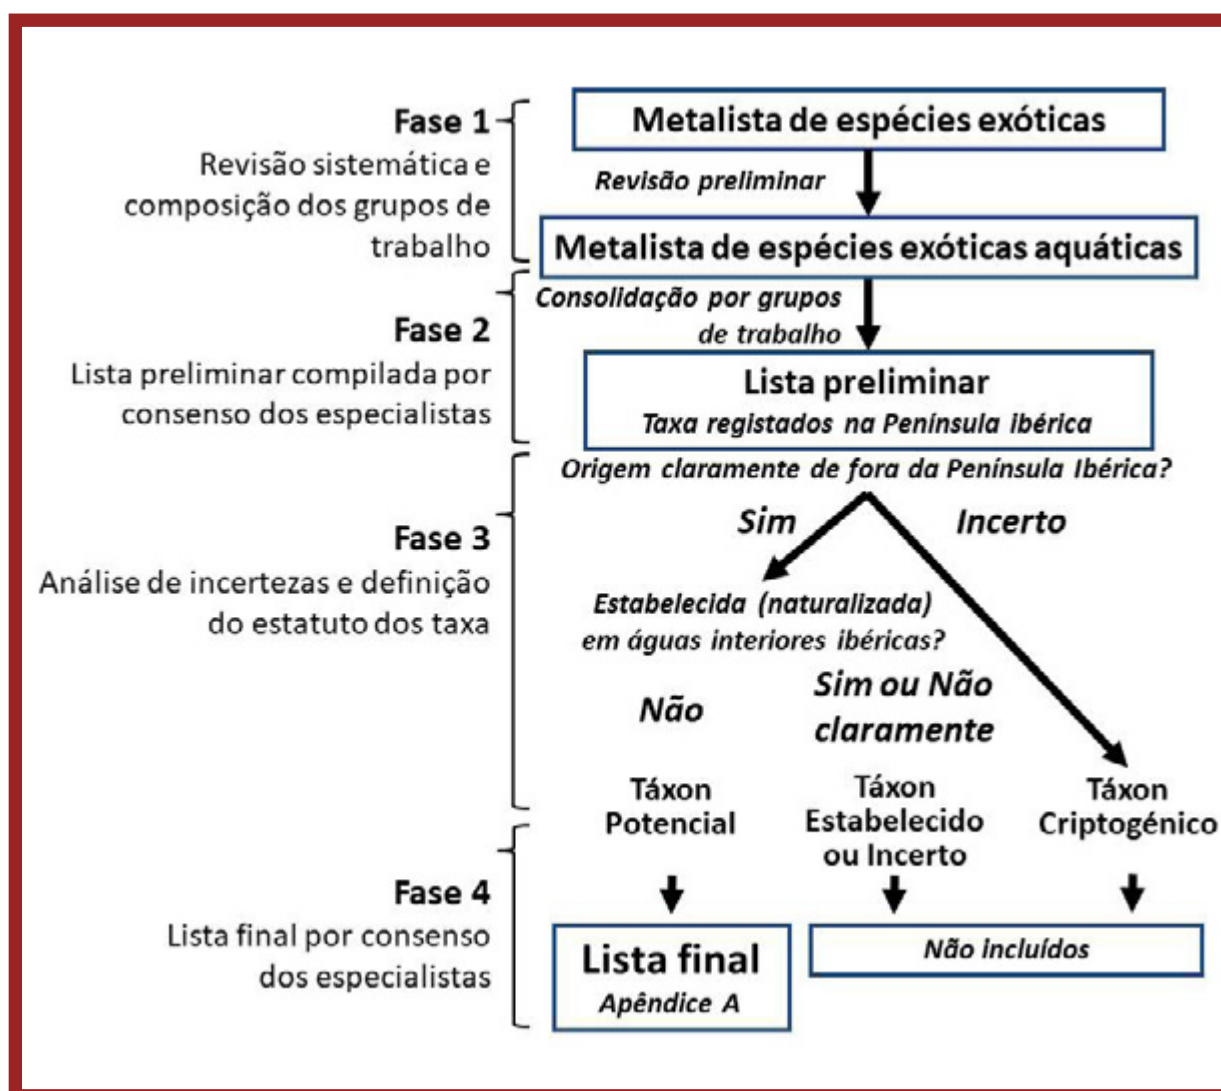 Fase 1
Revisão sistemática e
composição dos grupos de
trabalho
Metalista de espécies exóticas
Revisão preliminar
Metalista de espécies exóticas aquáticas
Fase 2
Lista preliminar compilada por
consenso dos especialistas
Consolidação por grupos
de trabalho
Lista preliminar
Taxa registados na Península ibérica
Fase 3
Análise de incertezas e definição
do estatuto dos taxa
Origem claramente de fora da Península Ibérica?
Sim
Incerto
Estabelecida (naturalizada)
em águas interiores ibéricas?
Não
Sim ou Não
claramente
Táxon
Potencial
Táxon
Estabelecido
ou Incerto
Táxon
Criptogénico
Fase 4
Lista final por consenso
dos especialistas
Lista final
Apêndice A
Não incluídos